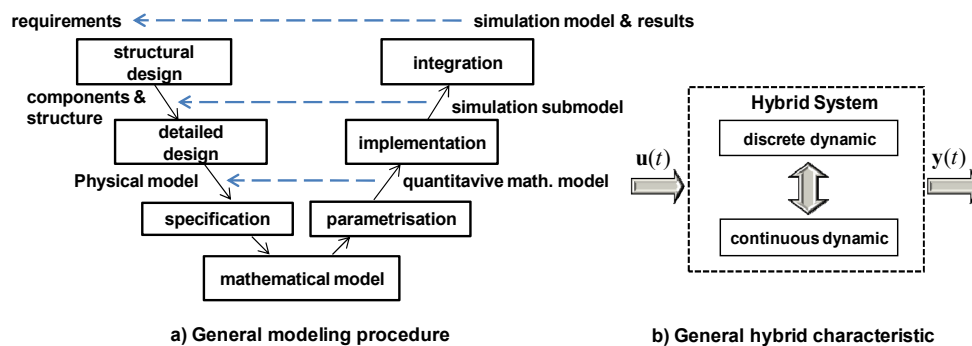 requirements
simulation model & results
structural
design
integration
components &
structure
simulation submodel
detailed
design
implementation
Physical model
quantitavive math. model
specification
parametrisation
mathematical model
a) General modeling procedure
Hybrid System
discrete dynamic
u(t)
y(t)
continuous dynamic
b) General hybrid characteristic